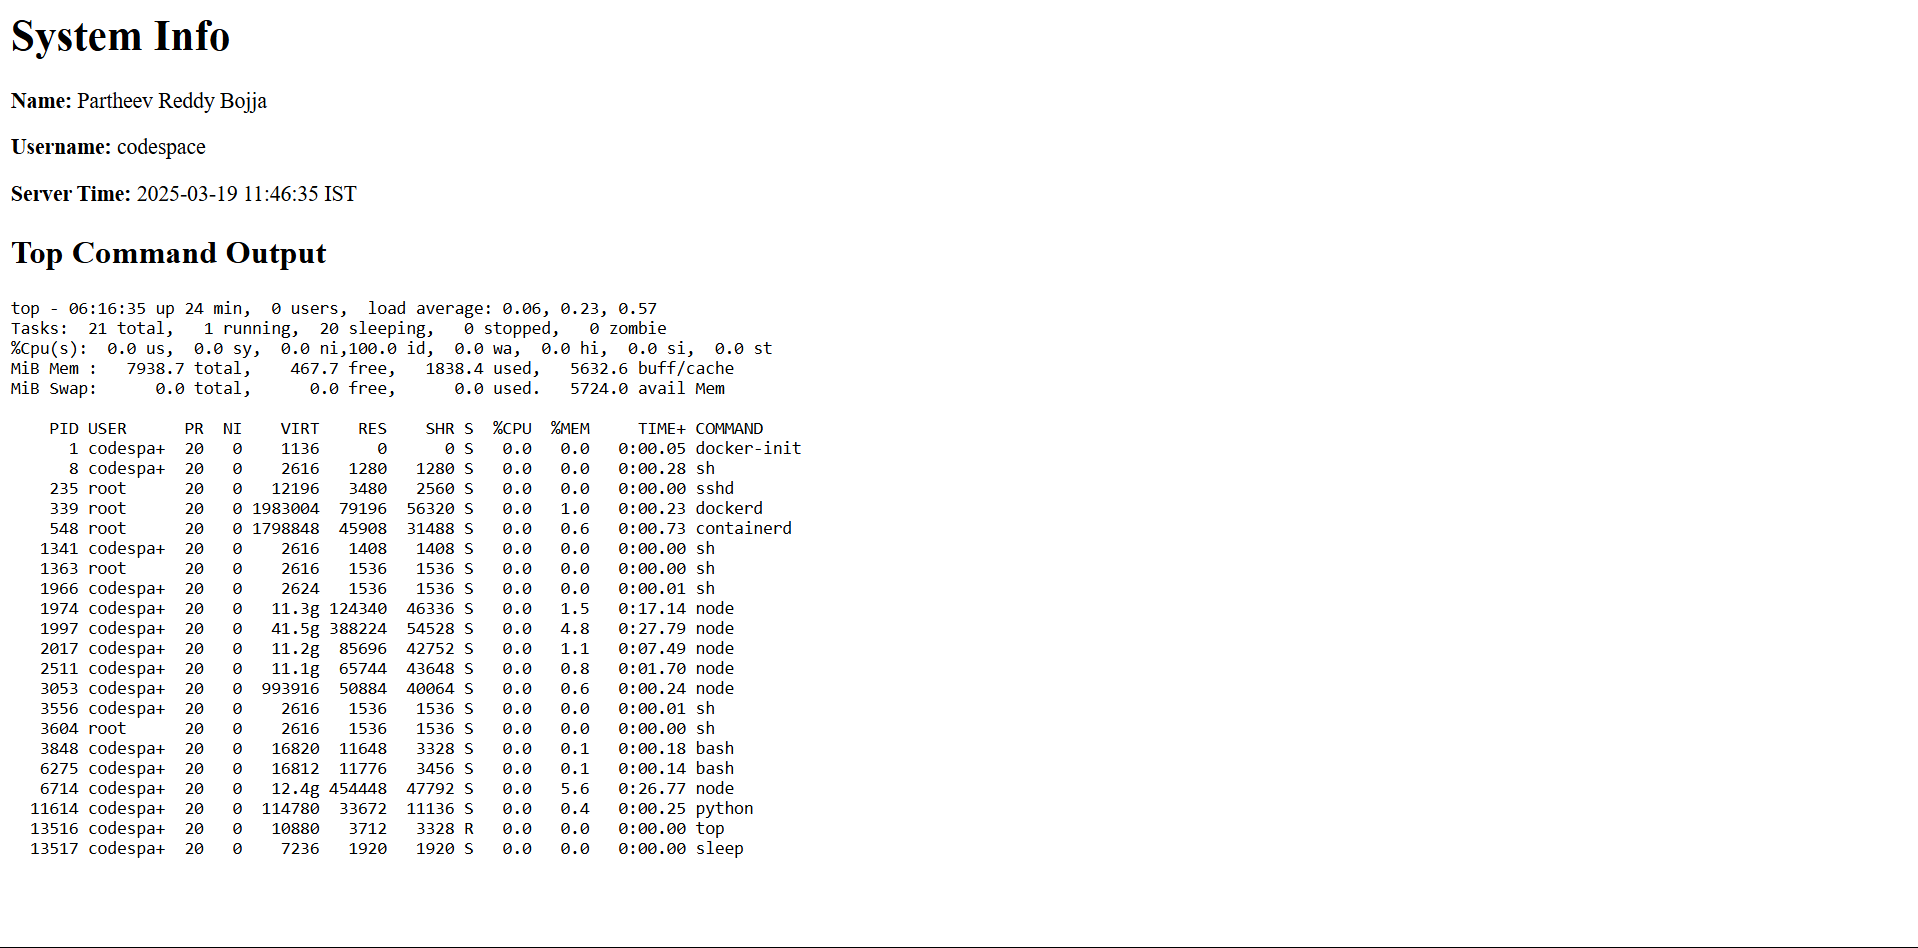 System Info
Name: Partheev Reddy Bojja
Username: codespace
Server Time: 2025-03-19 11:46:35 IST
Top Command Output
top - 06:16:35 up 24 min,  0 users,  load average: 0.06, 0.23, 0.57
Tasks:  21 total,   1 running,  20 sleeping,   0 stopped,   0 zombie
%Cpu(s):  0.0 us,  0.0 sy,  0.0 ni,100.0 id,  0.0 wa,  0.0 hi,  0.0 si,  0.0 st
MiB Mem :   7938.7 total,    467.7 free,   1838.4 used,   5632.6 buff/cache
MiB Swap:      0.0 total,      0.0 free,      0.0 used.   5724.0 avail Mem
    PID USER      PR  NI    VIRT    RES    SHR S  %CPU  %MEM     TIME+ COMMAND
      1 codespa+  20   0    1136      0      0 S   0.0   0.0   0:00.05 docker-init
      8 codespa+  20   0    2616   1280   1280 S   0.0   0.0   0:00.28 sh
    235 root      20   0   12196   3480   2560 S   0.0   0.0   0:00.00 sshd
    339 root      20   0 1983004  79196  56320 S   0.0   1.0   0:00.23 dockerd
    548 root      20   0 1798848  45908  31488 S   0.0   0.6   0:00.73 containerd
   1341 codespa+  20   0    2616   1408   1408 S   0.0   0.0   0:00.00 sh
   1363 root      20   0    2616   1536   1536 S   0.0   0.0   0:00.00 sh
   1966 codespa+  20   0    2624   1536   1536 S   0.0   0.0   0:00.01 sh
   1974 codespa+  20   0   11.3g 124340  46336 S   0.0   1.5   0:17.14 node
   1997 codespa+  20   0   41.5g 388224  54528 S   0.0   4.8   0:27.79 node
   2017 codespa+  20   0   11.2g  85696  42752 S   0.0   1.1   0:07.49 node
   2511 codespa+  20   0   11.1g  65744  43648 S   0.0   0.8   0:01.70 node
   3053 codespa+  20   0  993916  50884  40064 S   0.0   0.6   0:00.24 node
   3556 codespa+  20   0    2616   1536   1536 S   0.0   0.0   0:00.01 sh
   3604 root      20   0    2616   1536   1536 S   0.0   0.0   0:00.00 sh
   3848 codespa+  20   0   16820  11648   3328 S   0.0   0.1   0:00.18 bash
   6275 codespa+  20   0   16812  11776   3456 S   0.0   0.1   0:00.14 bash
   6714 codespa+  20   0   12.4g 454448  47792 S   0.0   5.6   0:26.77 node
  11614 codespa+  20   0  114780  33672  11136 S   0.0   0.4   0:00.25 python
  13516 codespa+  20   0   10880   3712   3328 R   0.0   0.0   0:00.00 top
  13517 codespa+  20   0    7236   1920   1920 S   0.0   0.0   0:00.00 sleep